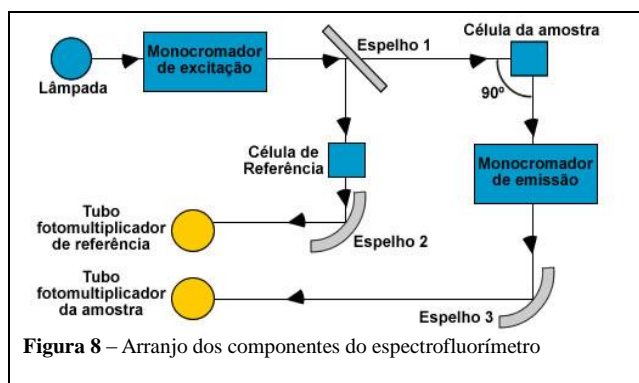 Lâmpada
Monocromador
de excitação
Espelho 1
Célula da amostra
90º
Célula de
Referência
Monocromador
de emissão
Tubo
fotomultiplicador
de referência
Espelho 2
Tubo
fotomultiplicador
da amostra
Espelho 3
Figura 8 – Arranjo dos componentes do espectrofluorímetro